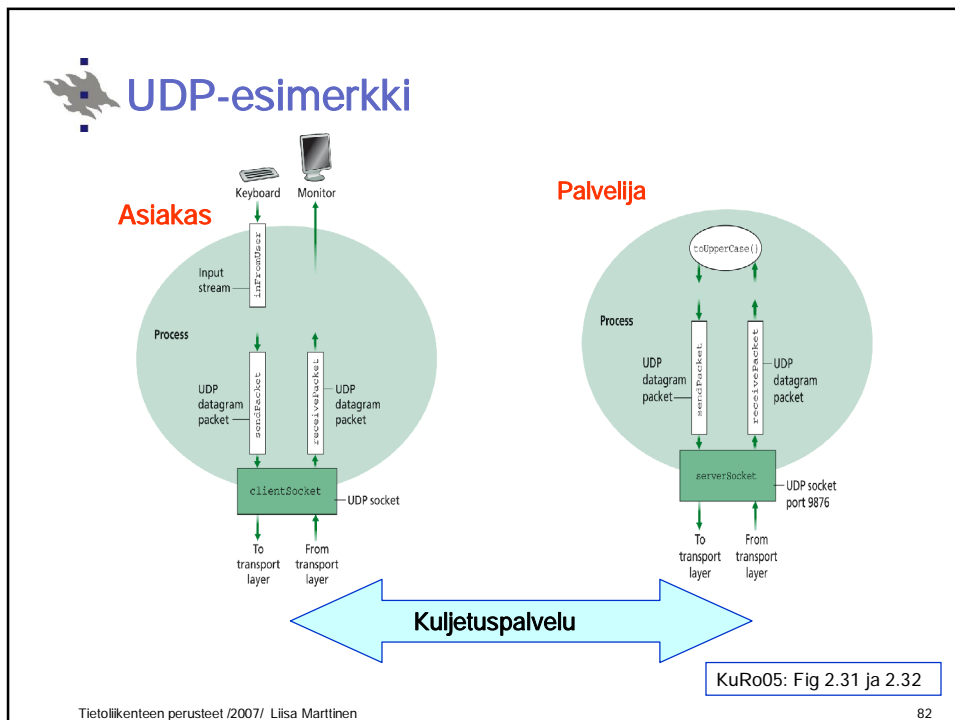 UDP-esimerkki
Asiakas
Keyboard
Monitor
inFromUser
Input
stream
Process
UDP
datagram
packet
sendPacket
receivePacket
UDP
datagram
packet
clientSocket
UDP socket
To
transport
layer
From
transport
layer
Palvelija
toUpperCase()
Process
UDP
datagram
packet
sendPacket
receivePacket
UDP
datagram
packet
serverSocket
UDP socket
port 9876
To
transport
layer
From
transport
layer
Kuljetuspalvelu
KuRo05: Fig 2.31 ja 2.32
Tietoliikenteen perusteet /2007/ Liisa Marttinen
82